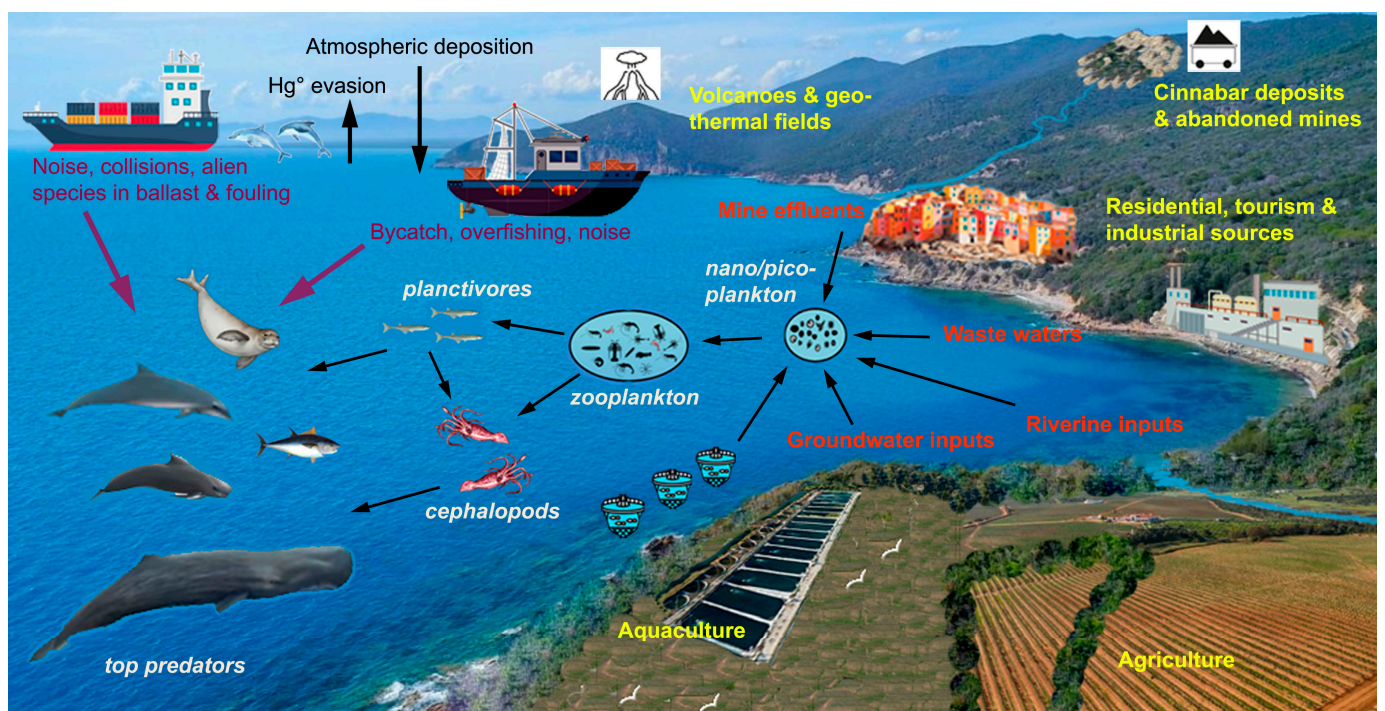 Atmospheric deposition
Hg° evasion
Volcanoes & geo-
thermal fields
Cinnabar deposits
& abandoned mines
Noise, collisions, alien
species in ballast & fouling
Bycatch, overfishing, noise
Mine effluents
Residential, tourism &
industrial sources
nano/pico-
plankton
planctivores
Waste waters
zooplankton
Groundwater inputs
Riverine inputs
cephalopods
Aquaculture
top predators
Agriculture